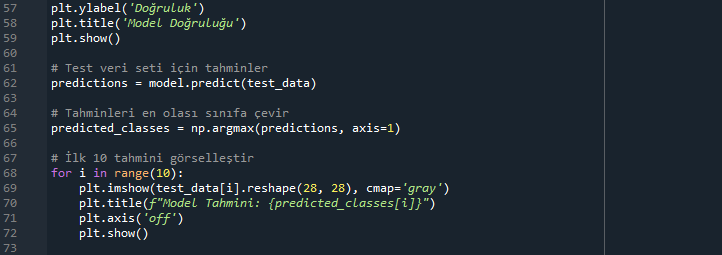 57 plt.ylabel('Doğruluk')
58 plt.title('Model Doğruluğu')
59 plt.show()
60
61 # Test veri seti için tahminler
62 predictions = model.predict(test_data)
63
64 # Tahminleri en olası sınıfa çevir
65 predicted_classes = np.argmax(predictions, axis=1)
66
67 # İlk 10 tahmini görselleştir
68 for i in range(10):
69     plt.imshow(test_data[i].reshape(28, 28), cmap='gray')
70     plt.title(f"Model Tahmini: {predicted_classes[i]}")
71     plt.axis('off')
72     plt.show()
73